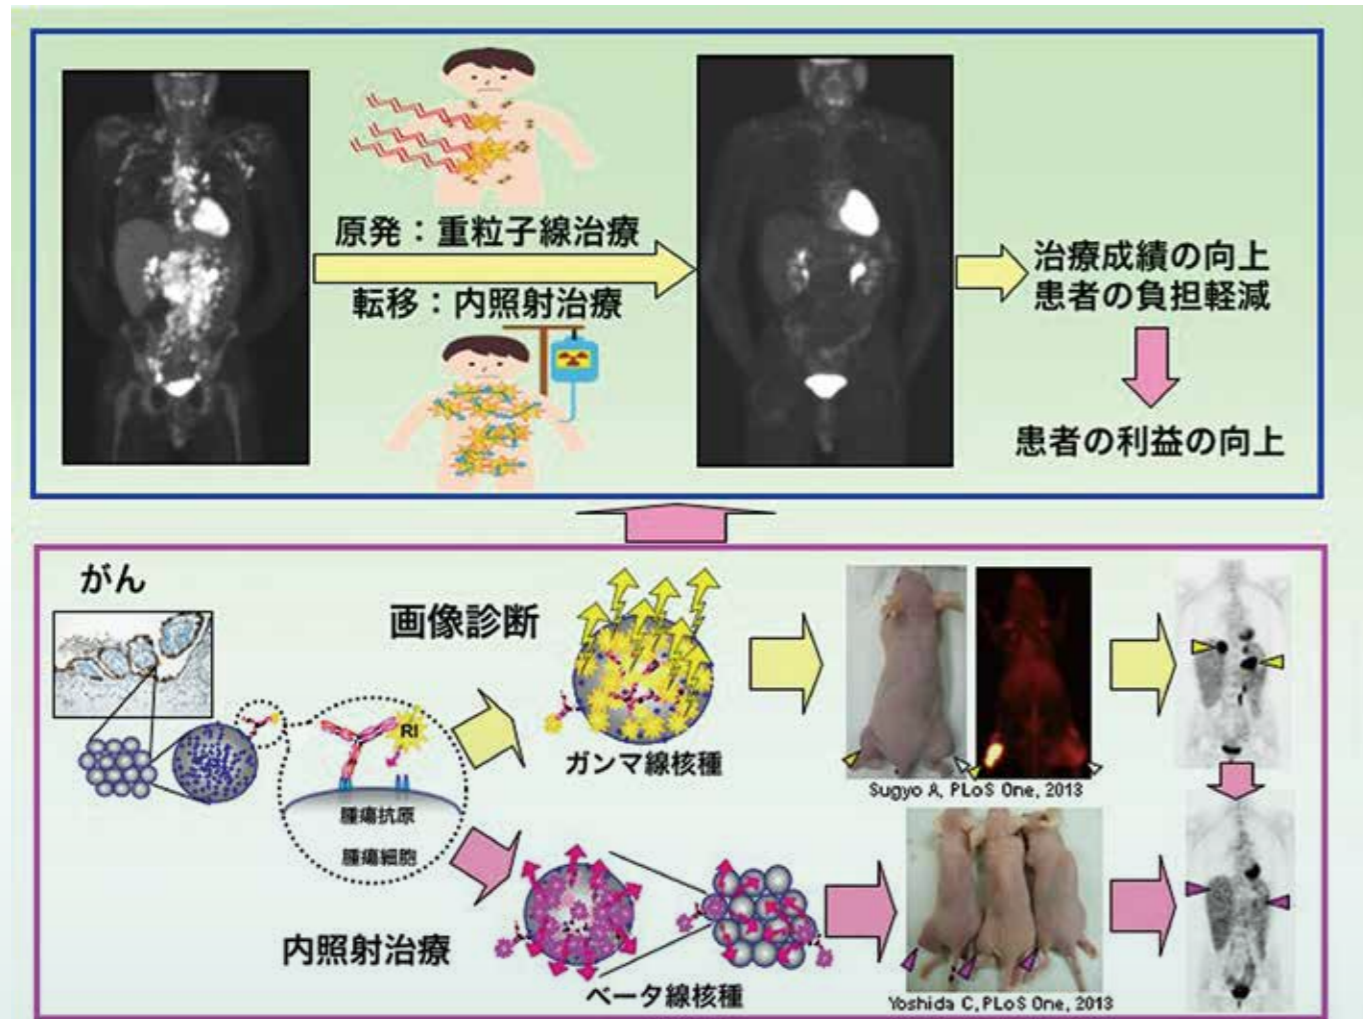 原発：重粒子線治療
転移：内照射治療
治療成績の向上
患者の負担軽減
患者の利益の向上
がん
画像診断
RI
腫瘍抗原
腫瘍細胞
ガンマ線核種
Sugyo A, PLoS One, 2013
内照射治療
ベータ線核種
Yoshida C, PLoS One, 2013